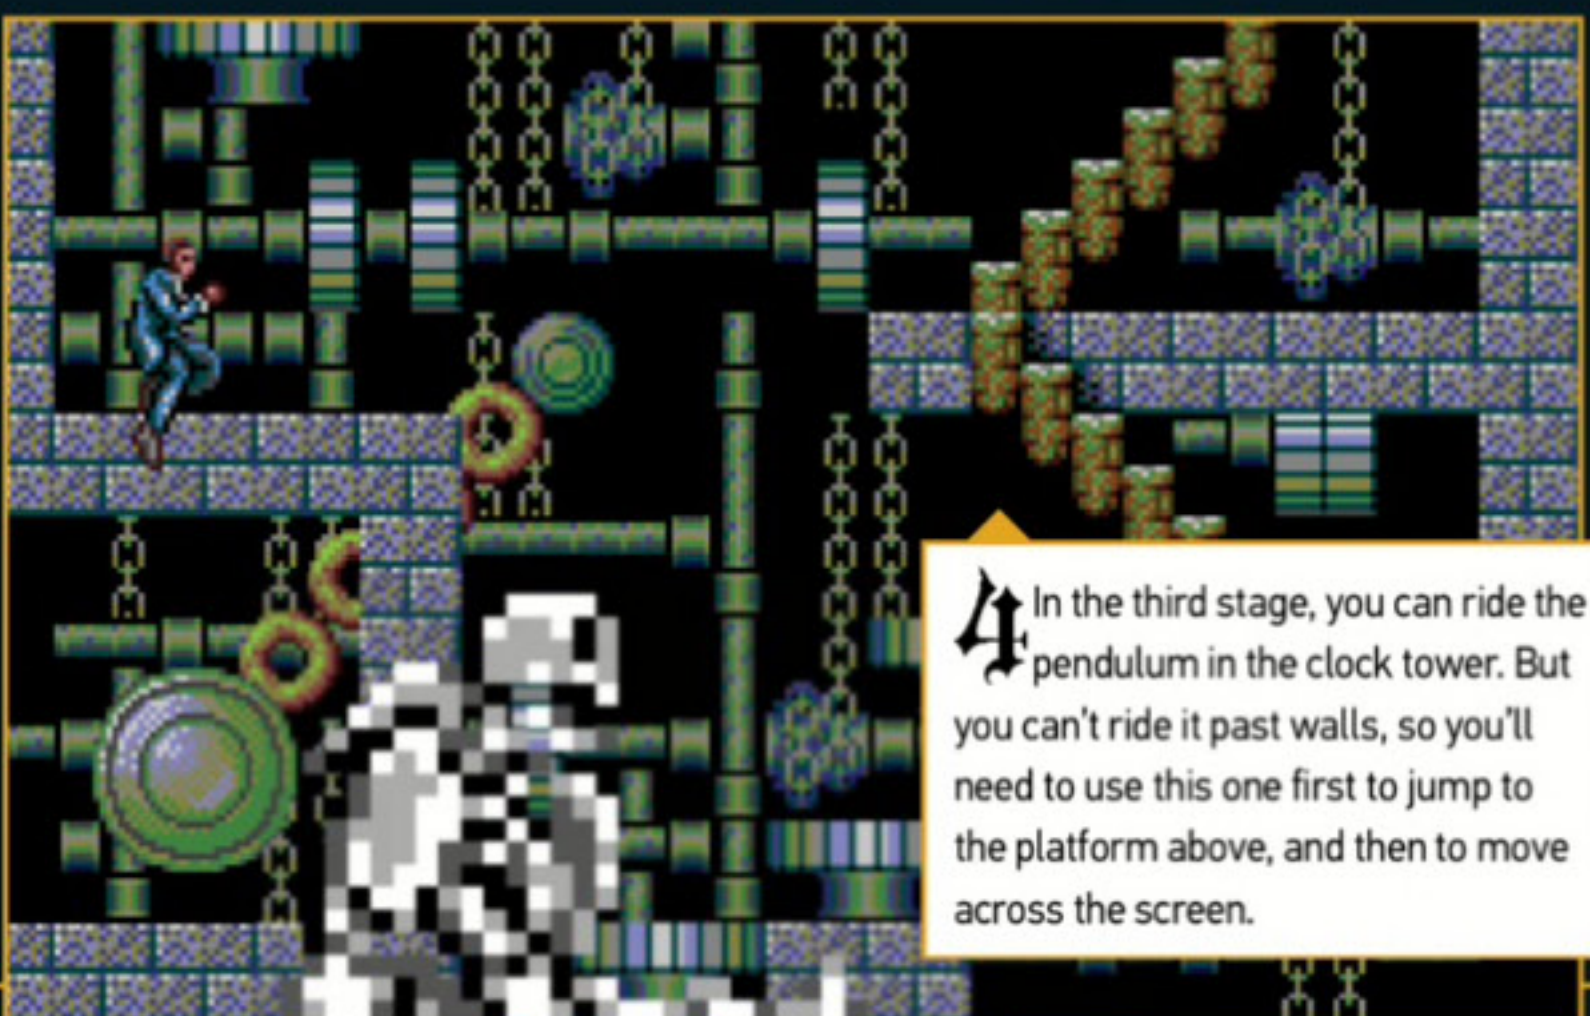 4 In the third stage, you can ride the
pendulum in the clock tower. But
you can't ride it past walls, so you'll
need to use this one first to jump to
the platform above, and then to move
across the screen.